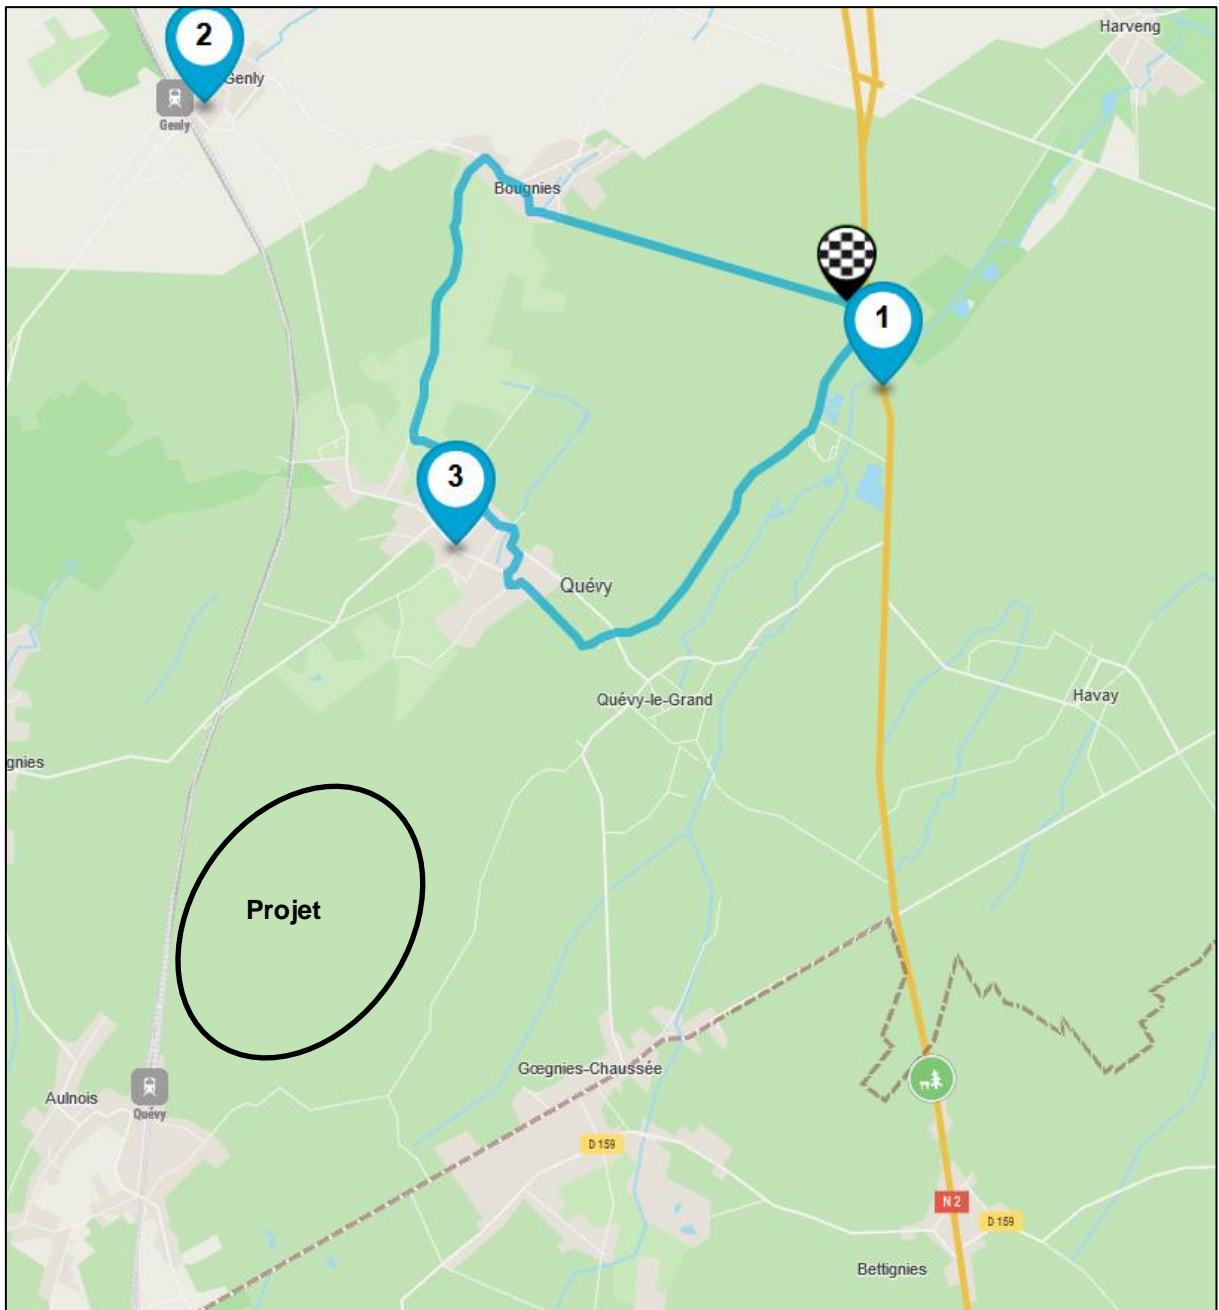 2
Genly
Genly
Harveng
Bougnies
1
3
Quévy
Quévy-le-Grand
Havay
gnies
Projet
Gœgnies-Chaussée
Aulnois
Quévy
D 159
N 2
D 159
Bettignies